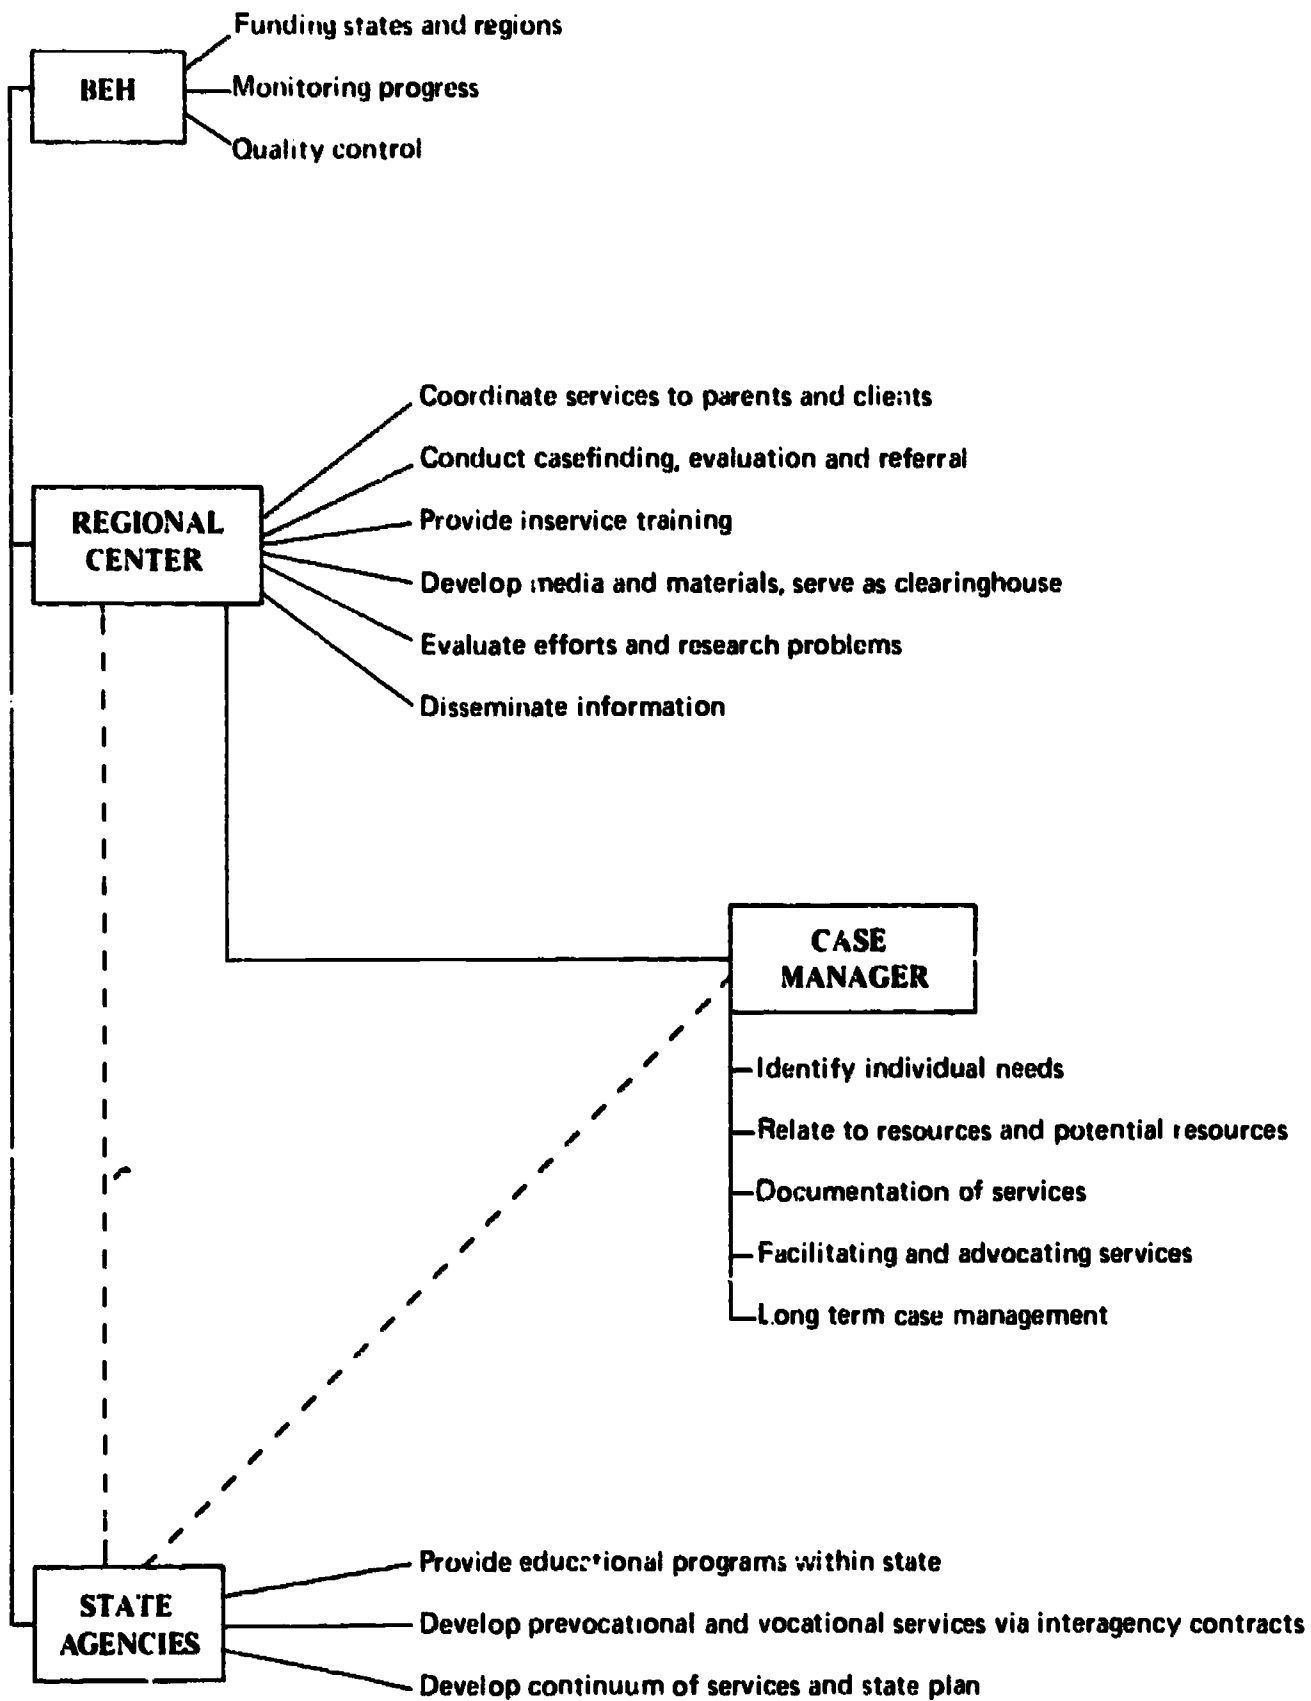 Funding states and regions
BEH
Monitoring progress
Quality control
Coordinate services to parents and clients
Conduct casefinding, evaluation and referral
REGIONAL
CENTER
Provide inservice training
Develop media and materials, serve as clearinghouse
Evaluate efforts and research problems
Disseminate information
CASE
MANAGER
Identify individual needs
Relate to resources and potential resources
Documentation of services
Facilitating and advocating services
Long term case management
STATE
AGENCIES
Provide educational programs within state
Develop prevocational and vocational services via interagency contracts
Develop continuum of services and state plan